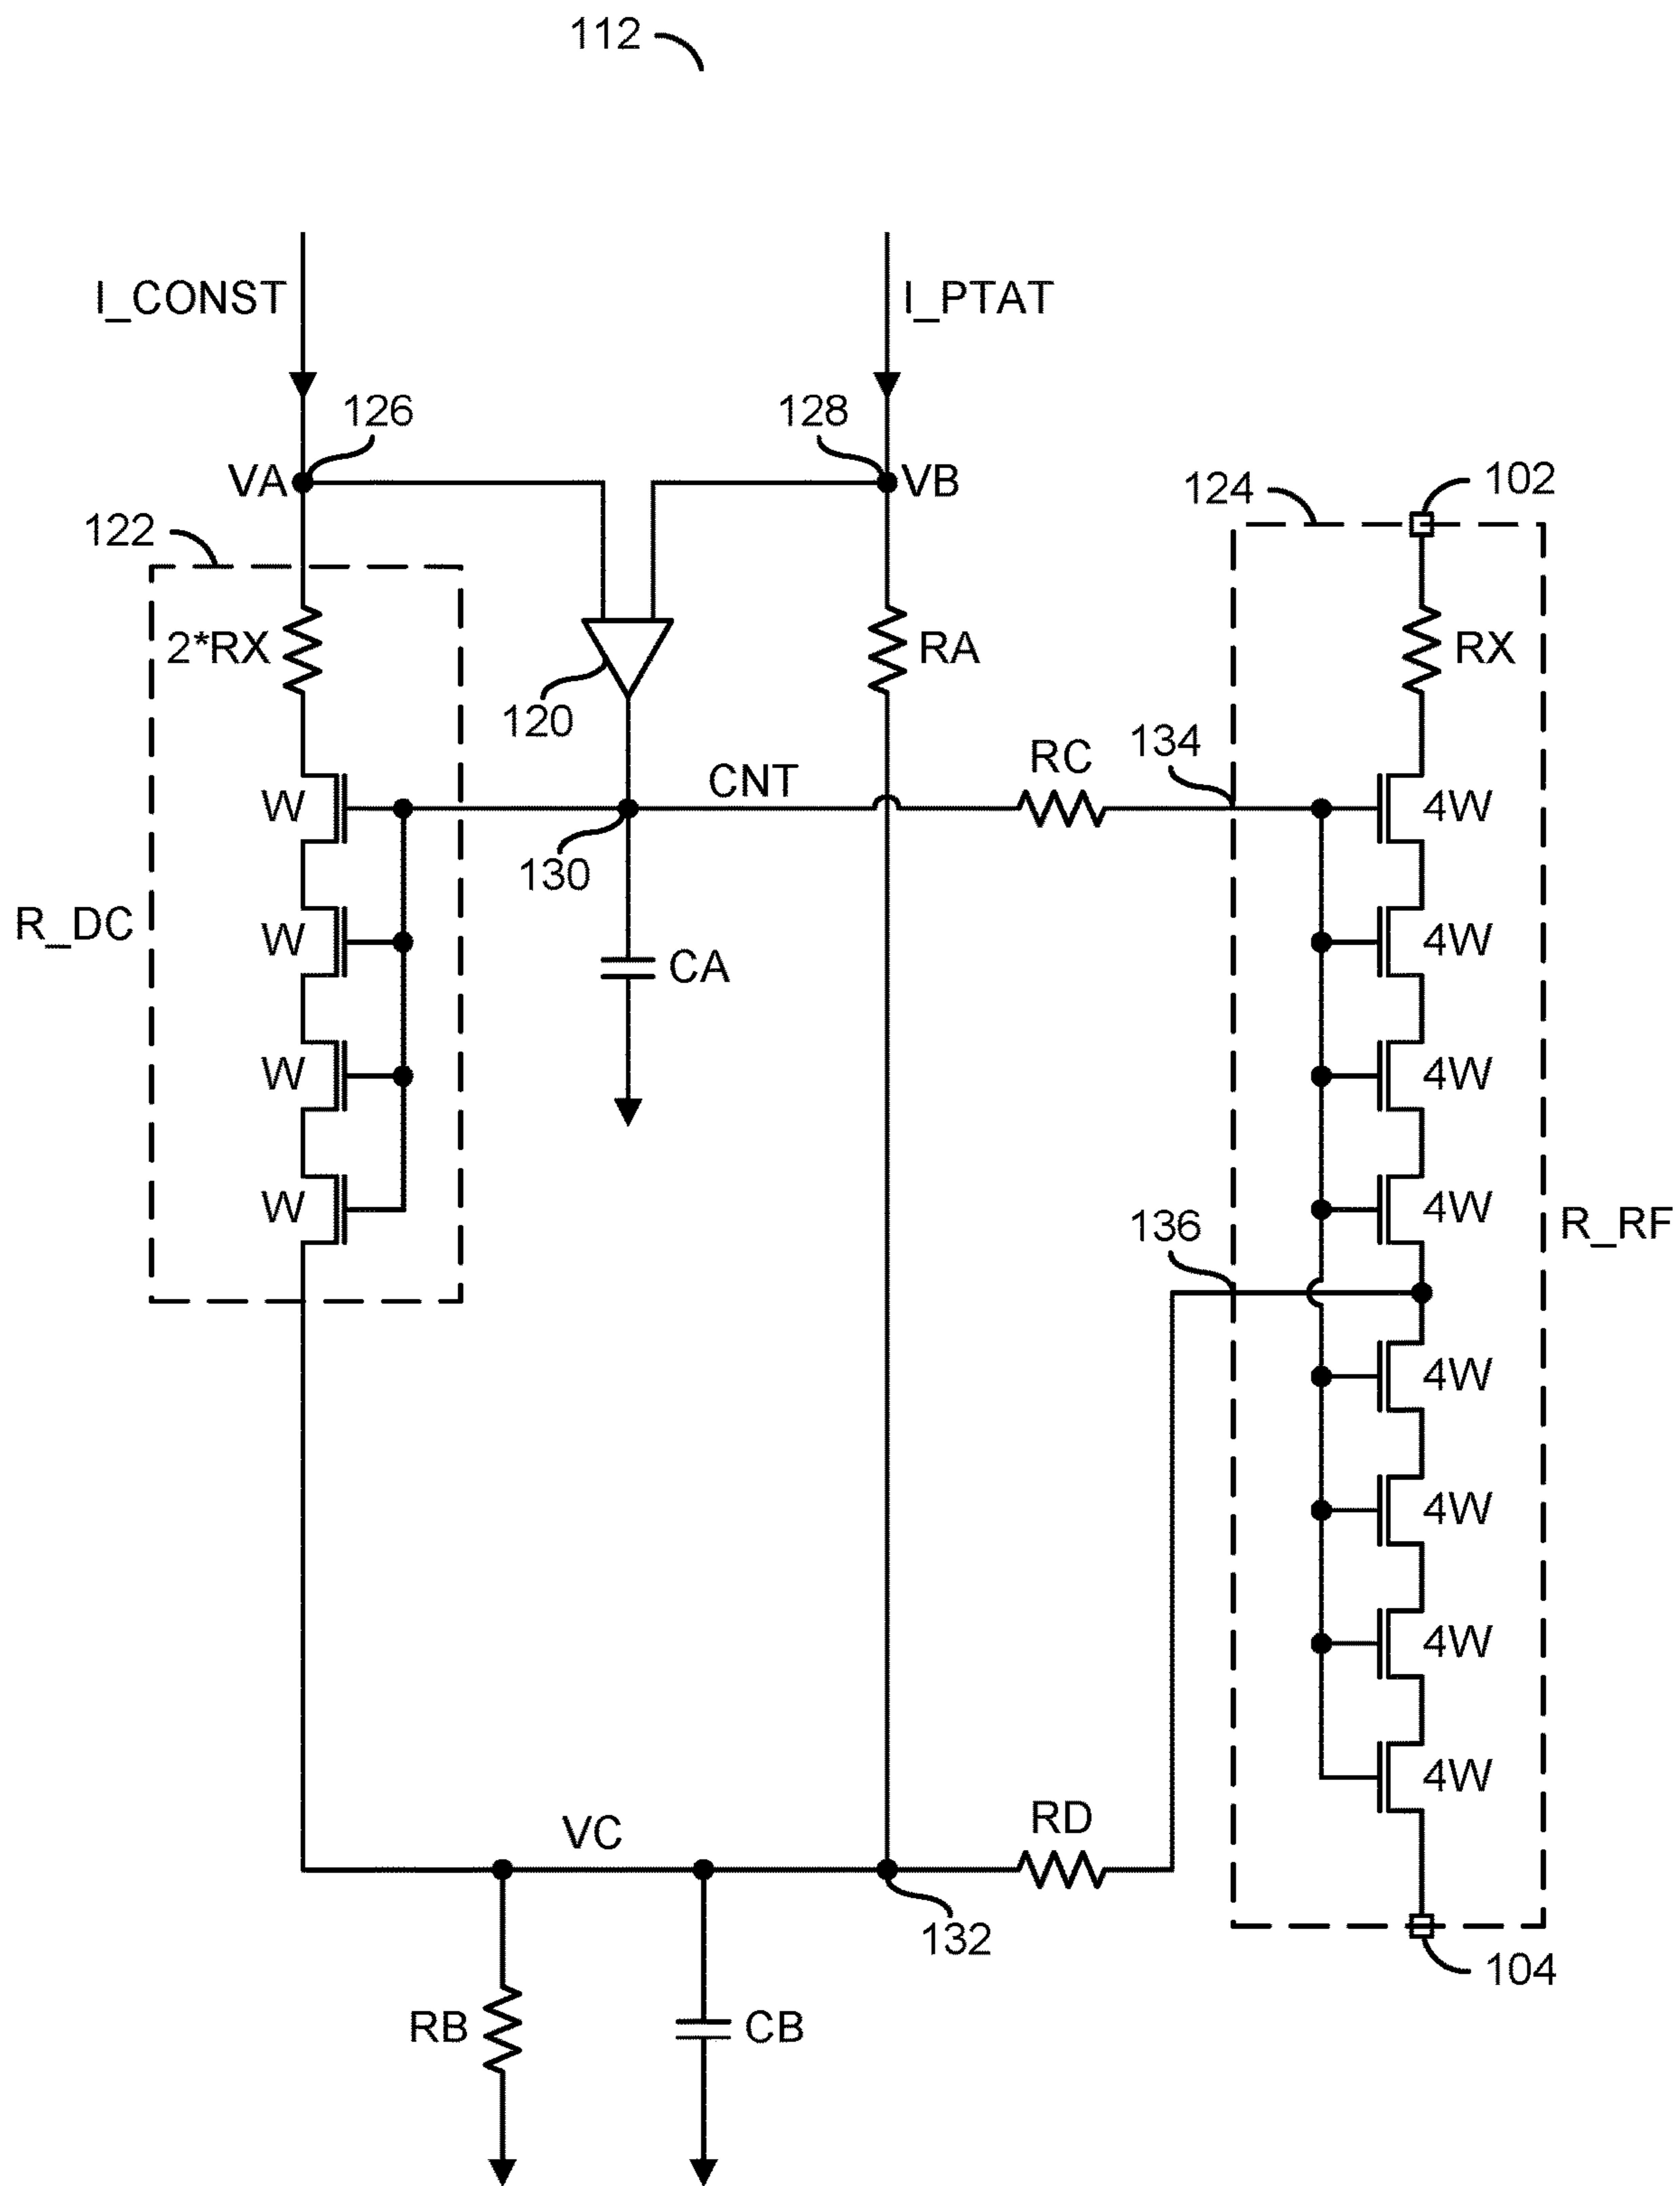 112
I_CONST
I_PTAT
126
128
VA
VB
102
124
122
2*RX
RA
RX
120
134
RC
CNT
W
4W
130
R_DC
W
CA
4W
W
4W
W
4W
136
R_RF
4W
4W
4W
4W
RD
VC
132
104
RB
CB